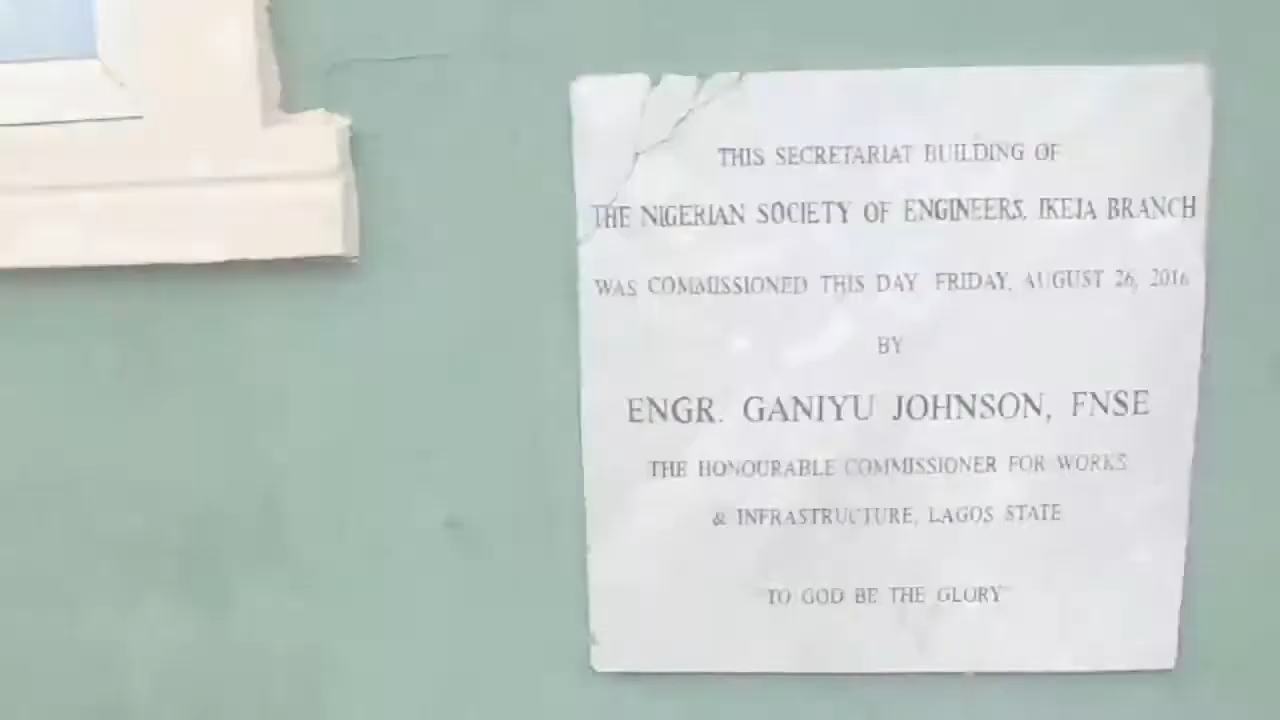 THIS SECRETARIAT BUILDING OF
THE NIGERIAN SOCIETY OF ENGINEERS, IKEJA BRANCH
WAS COMMISSIONED THIS DAY FRIDAY, AUGUST 26, 2016
BY
ENGR. GANIYU JOHNSON, FNSE
THE HONOURABLE COMMISSIONER FOR WORKS
& INFRASTRUCTURE, LAGOS STATE
"TO GOD BE THE GLORY"